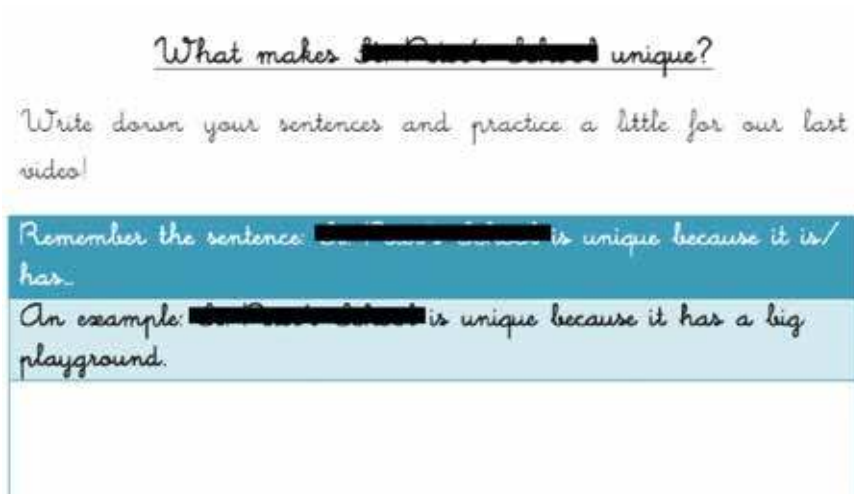 What makes unique?
Write down your sentences and practice a little for our last
video!
Remember the sentence: is unique because it is/
has...
An example: is unique because it has a big
playground.